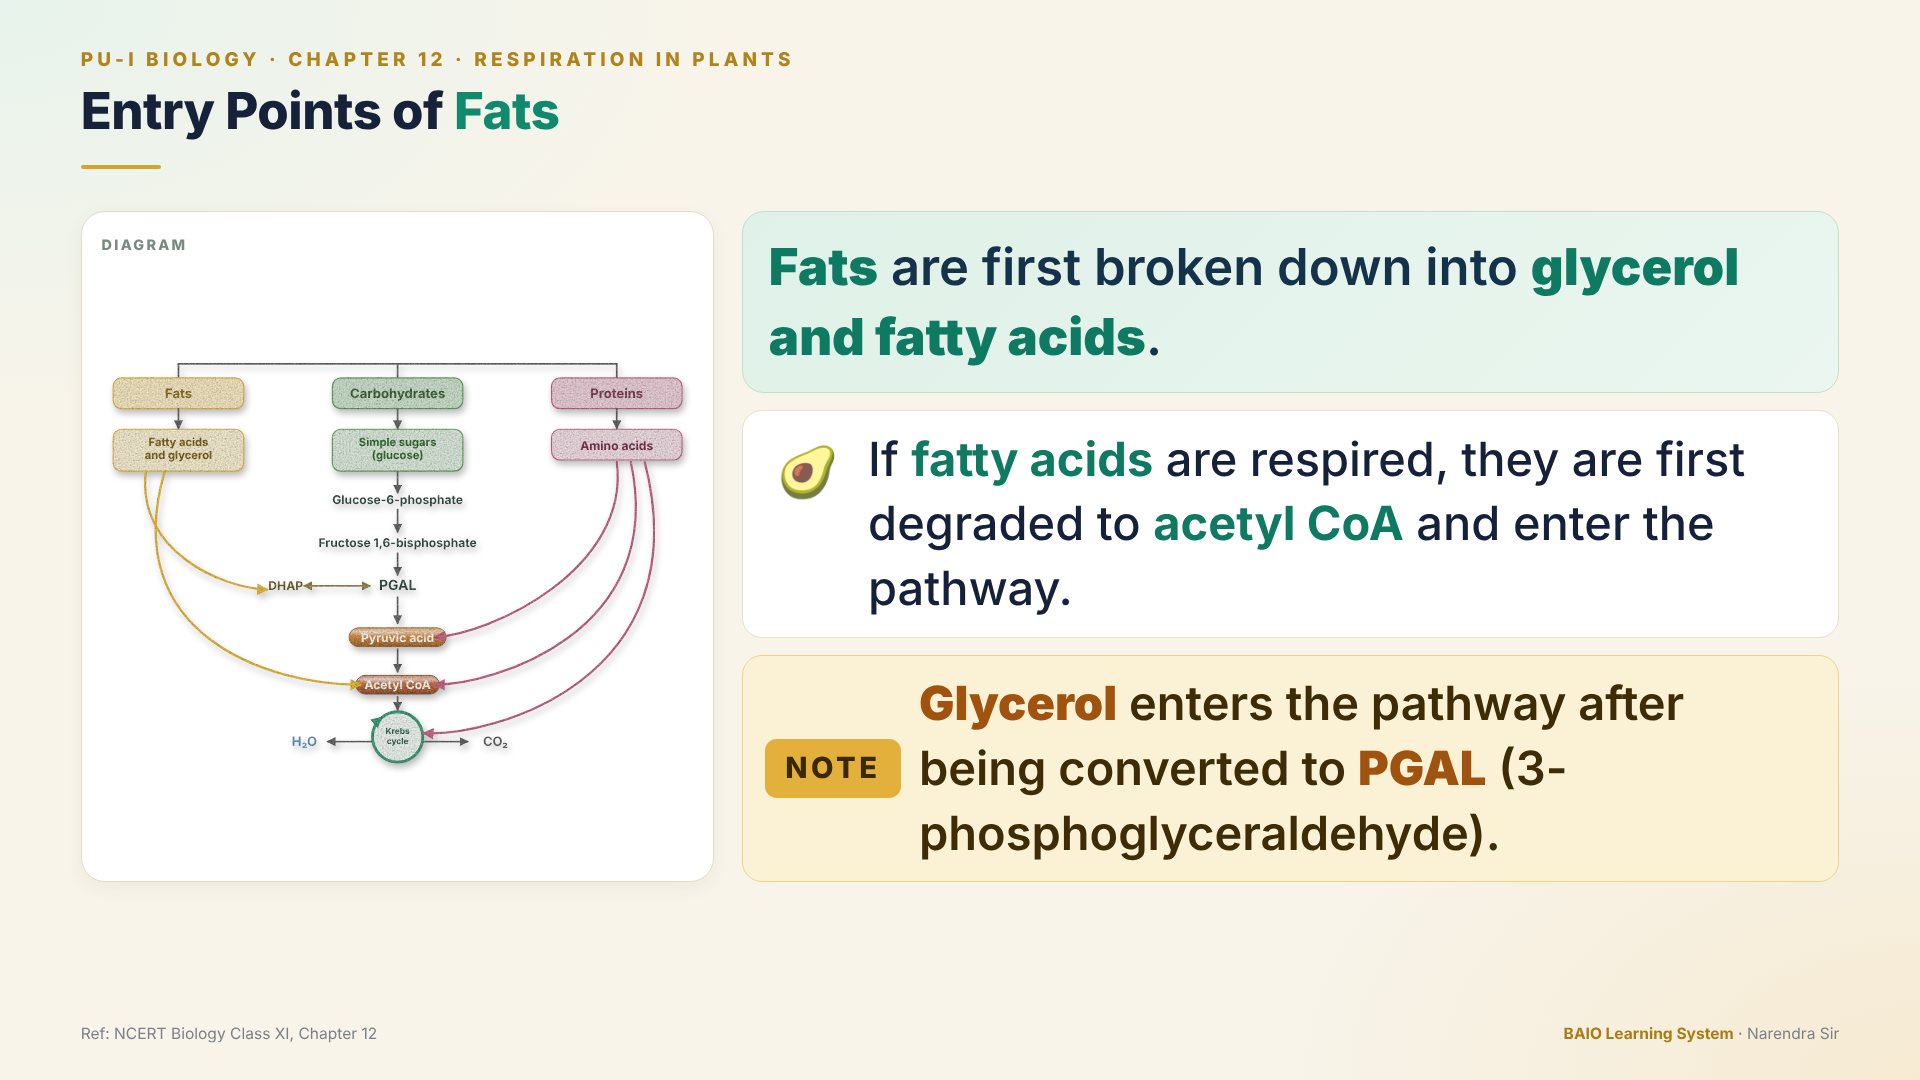 PU-I BIOLOGY · CHAPTER 12 · RESPIRATION IN PLANTS
Entry Points of Fats
DIAGRAM
Fats
Carbohydrates
Proteins
Fatty acids
and glycerol
Simple sugars
(glucose)
Amino acids
Glucose-6-phosphate
Fructose 1,6-bisphosphate
DHAP
PGAL
Pyruvic acid
Acetyl CoA
Krebs
cycle
H₂O
CO₂
Fats are first broken down into glycerol
and fatty acids.
If fatty acids are respired, they are first
degraded to acetyl CoA and enter the
pathway.
NOTE
Glycerol enters the pathway after
being converted to PGAL (3-
phosphoglyceraldehyde).
Ref: NCERT Biology Class XI, Chapter 12
BAIO Learning System · Narendra Sir